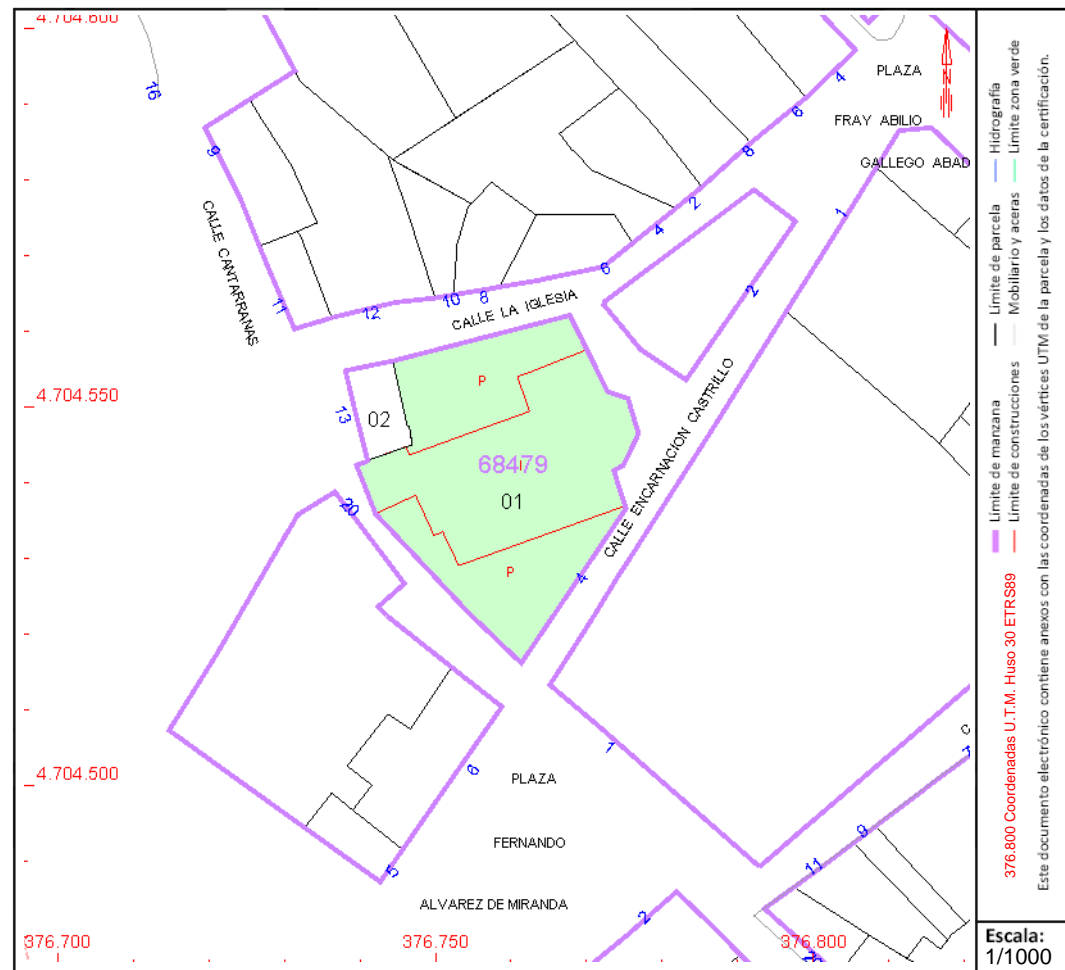 4.704.600
16
9
CALLE CANTARRANAS
11
12
10
8
6
4
2
8
6
4
PLAZA
FRAY ABILIO
GALLEGO ABAD
1
2
CALLE LA IGLESIA
4.704.550
13
02
P
68479
I
01
P
20
4
CALLE ENCARNACION CASTRILLO
4.704.500
6
5
1
PLAZA
FERNANDO
ALVAREZ DE MIRANDA
9
11
2
376.700
376.750
376.800
N
Límite de manzana
Límite de parcela
Hidrografía
Límite de construcciones
Mobiliario y aceras
Límite zona verde
376.800 Coordenadas U.T.M. Huso 30 ETRS89
Este documento electrónico contiene anexos con las coordenadas de los vértices UTM de la parcela y los datos de la certificación.
Escala:
1/1000